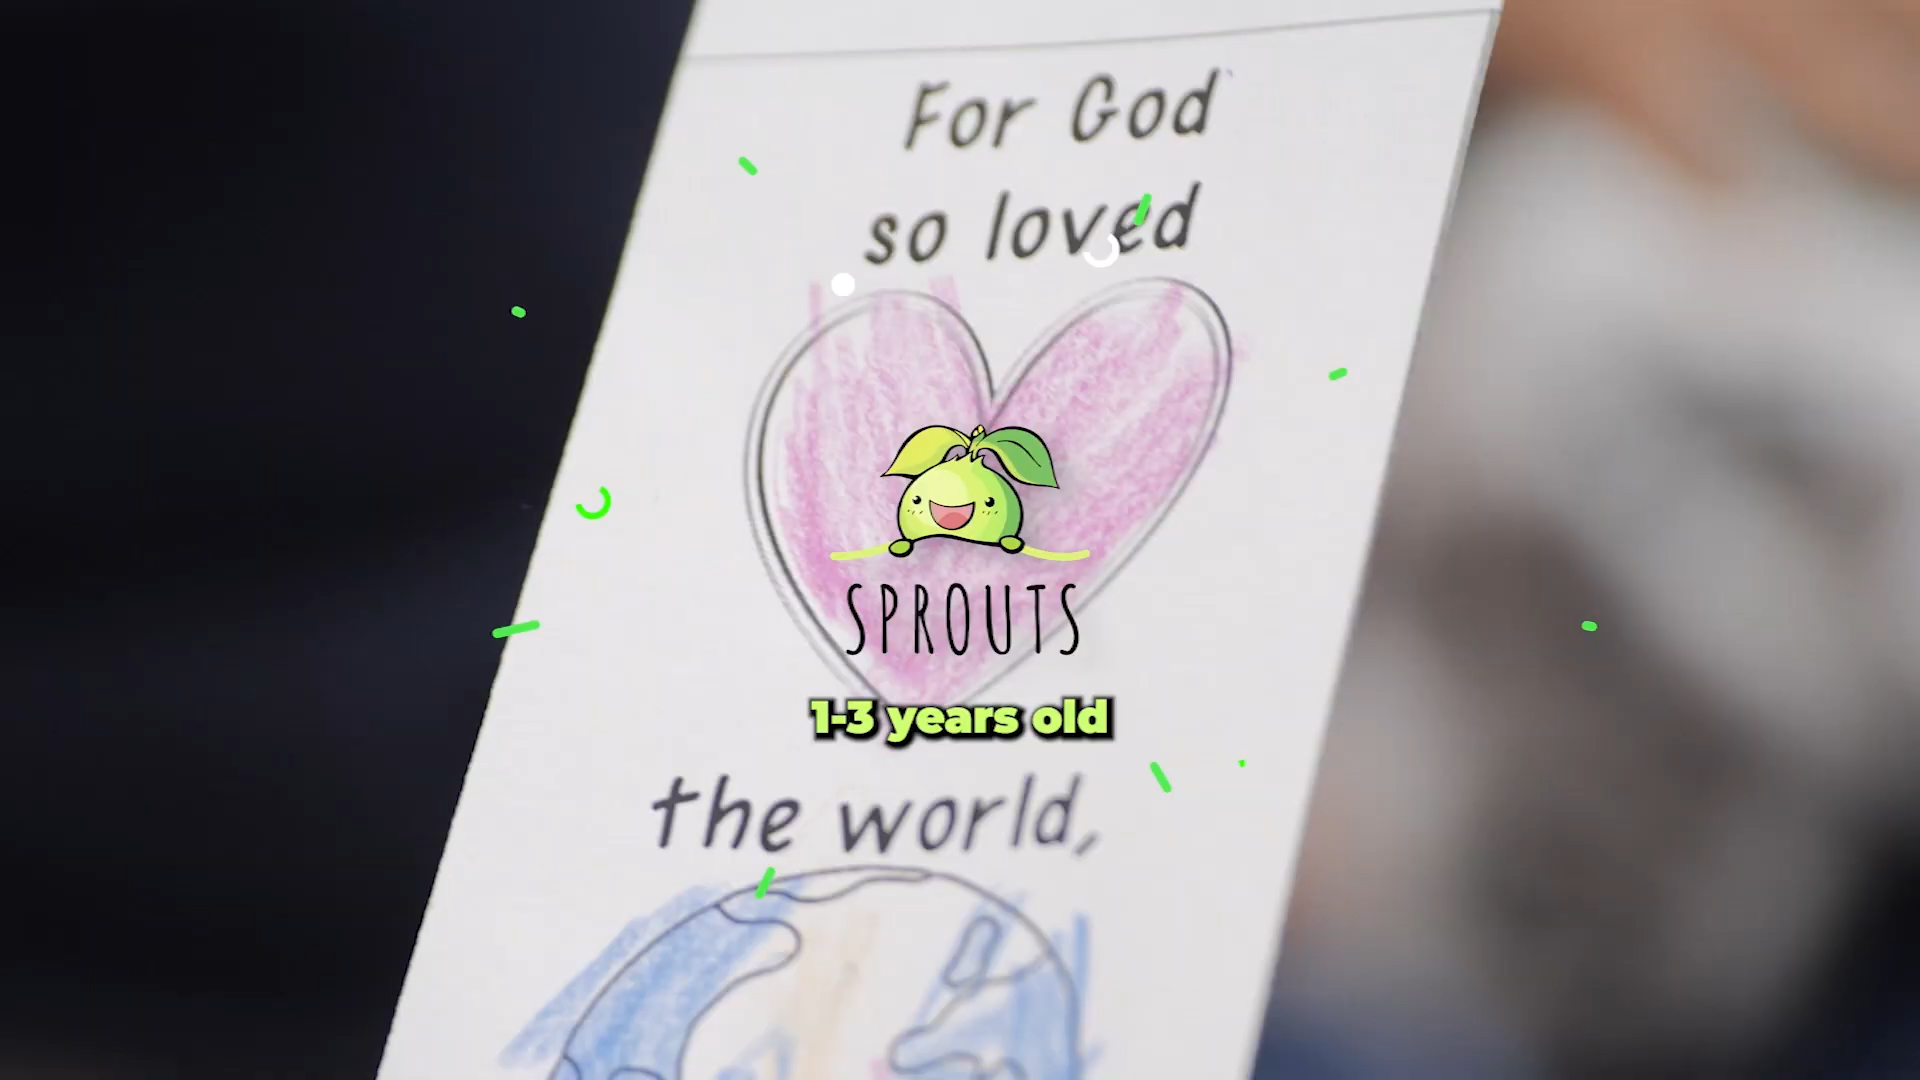 For God
so loved
SPROUTS
1-3 years old
the world,